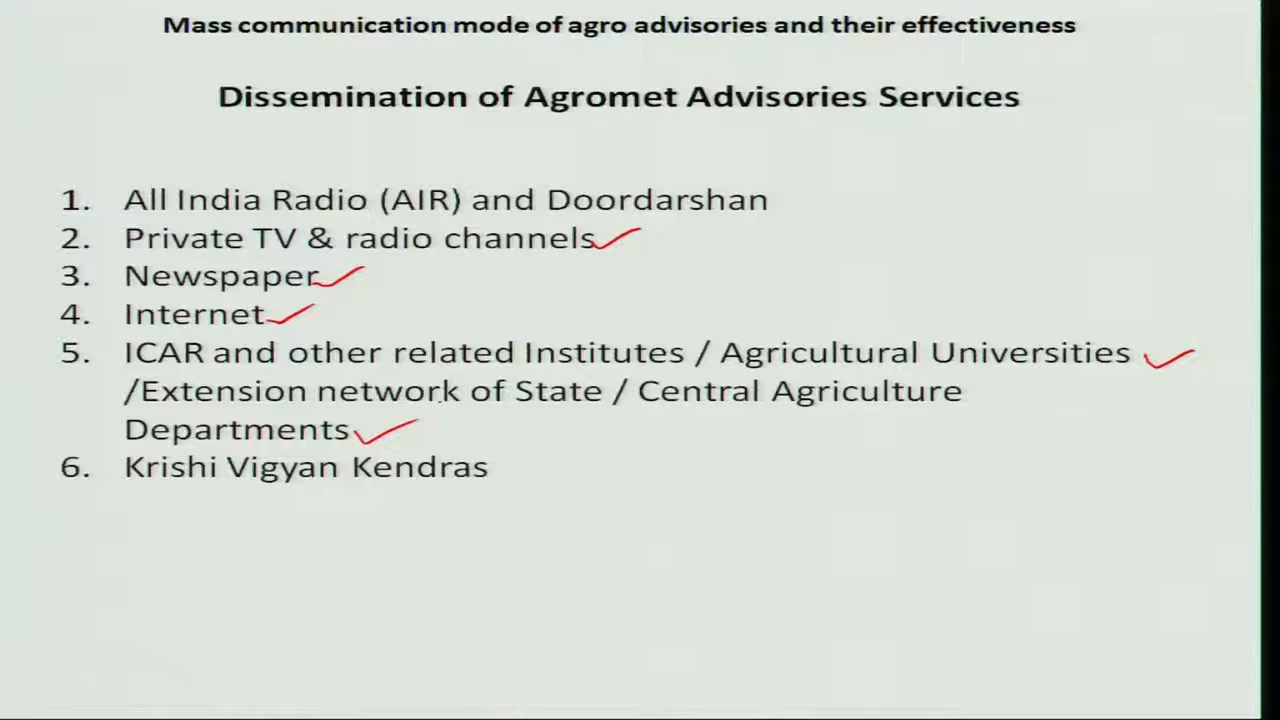 Mass communication mode of agro advisories and their effectiveness
Dissemination of Agromet Advisories Services
1. All India Radio (AIR) and Doordarshan
2. Private TV & radio channels
3. Newspaper
4. Internet
5. ICAR and other related Institutes / Agricultural Universities
/Extension network of State / Central Agriculture
Departments
6. Krishi Vigyan Kendras